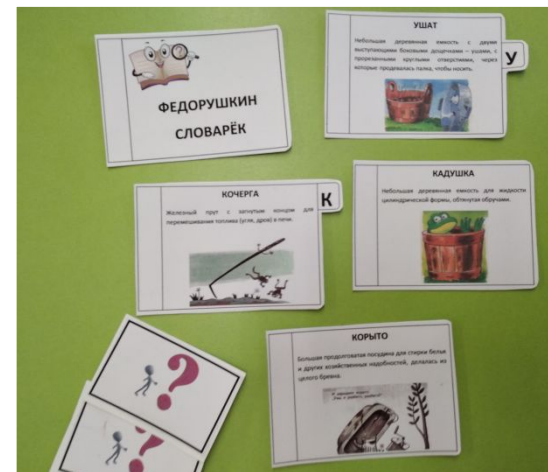 ФЕДОРУШКИН
СЛОВАРЁК
УШАТ
Небольшая деревянная емкость с двумя
выступающими боковыми дощечками – ушами, с
прорезанными круглыми отверстиями, через
которые продевалась палка, чтобы носить.
У
КОЧЕРГА
Железный прут с загнутым концом для
перемешивания топлива (угля, дров) в печи.
К
КАДУШКА
Небольшая деревянная емкость для жидкости
цилиндрической формы, обтянутая обручами.
КОРЫТО
Большая продолговатая посудина для стирки белья
и других хозяйственных надобностей, делалась из
целого бревна.
?
?